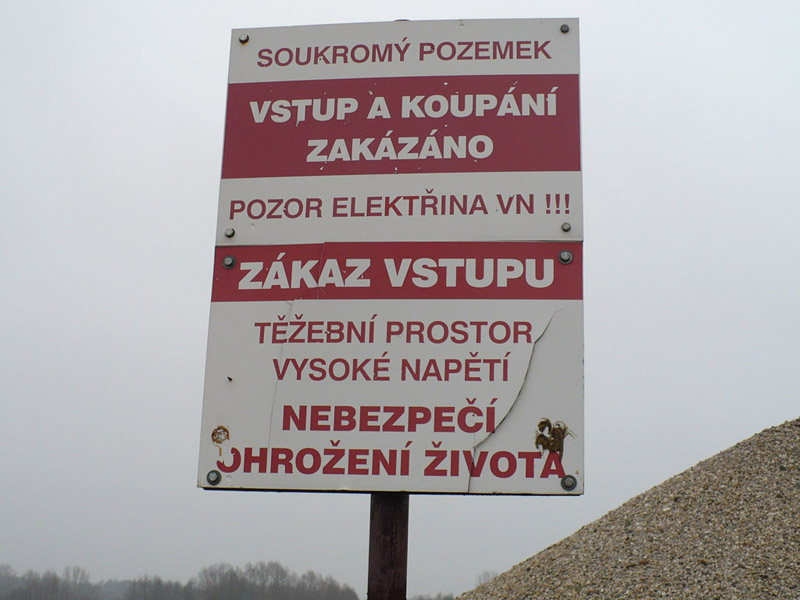 SOUKROMÝ POZEMEK
VSTUP A KOUPÁNÍ
ZAKÁZÁNO
POZOR ELEKTŘINA VN !!!
ZÁKAZ VSTUPU
TĚŽEBNÍ PROSTOR
VYSOKÉ NAPĚTÍ
NEBEZPEČÍ
OHROŽENÍ ŽIVOTA